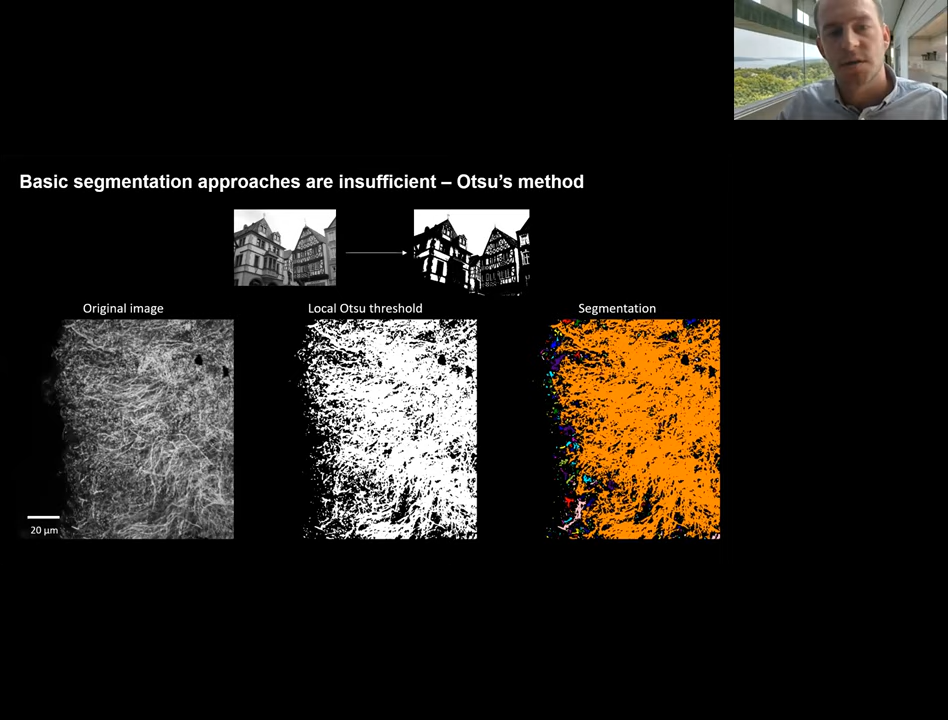 Basic segmentation approaches are insufficient – Otsu's method
Original image
Local Otsu threshold
Segmentation
20 µm